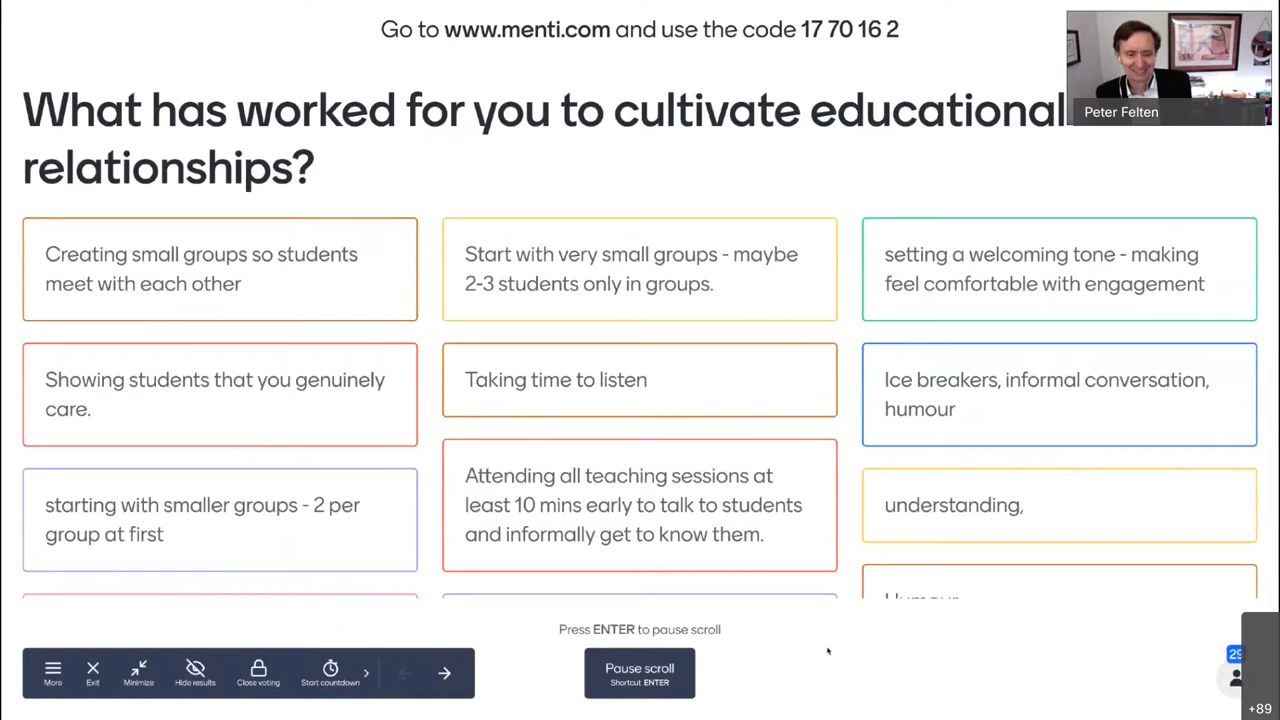 Go to www.menti.com and use the code 17 70 16 2
What has worked for you to cultivate educational
relationships?
Peter Felten
Creating small groups so students
meet with each other
Start with very small groups - maybe
2-3 students only in groups.
setting a welcoming tone - making
feel comfortable with engagement
Showing students that you genuinely
care.
Taking time to listen
Ice breakers, informal conversation,
humour
starting with smaller groups - 2 per
group at first
Attending all teaching sessions at
least 10 mins early to talk to students
and informally get to know them.
understanding,
Humour
Press ENTER to pause scroll
More
Exit
Minimize
Hide results
Close voting
Start countdown
Pause scroll
Shortcut ENTER
29
+89